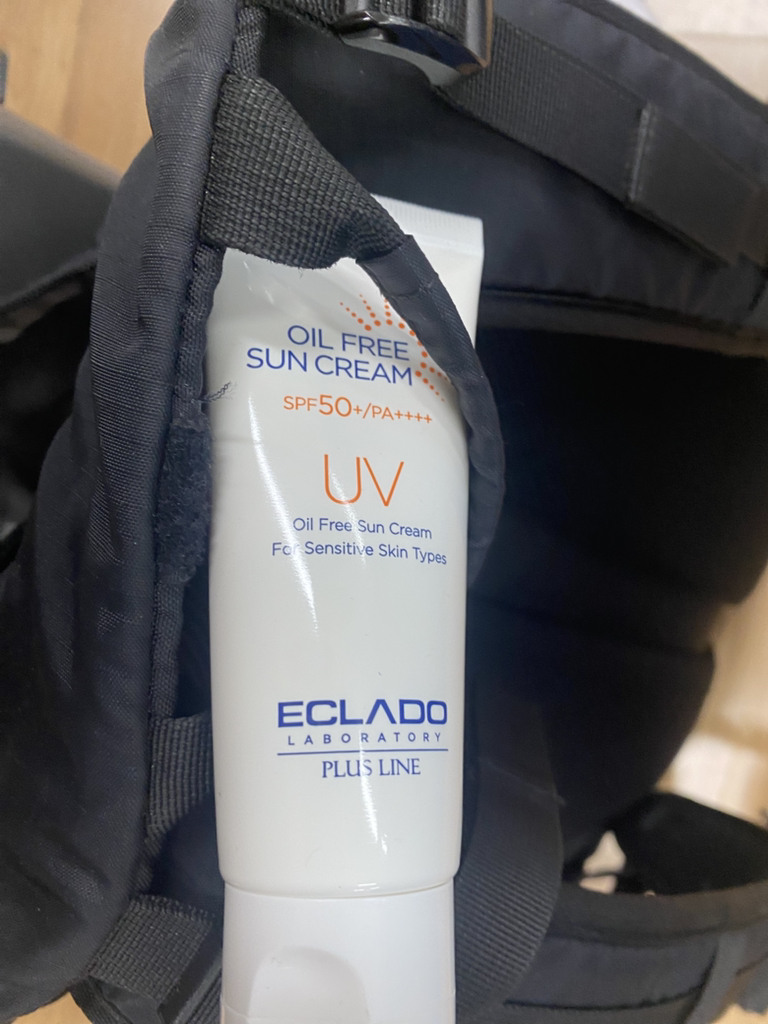 OIL FREE
SUN CREAM
SPF50+/PA++++
UV
Oil Free Sun Cream
For Sensitive Skin Types
ECLADO
LABORATORY
PLUS LINE